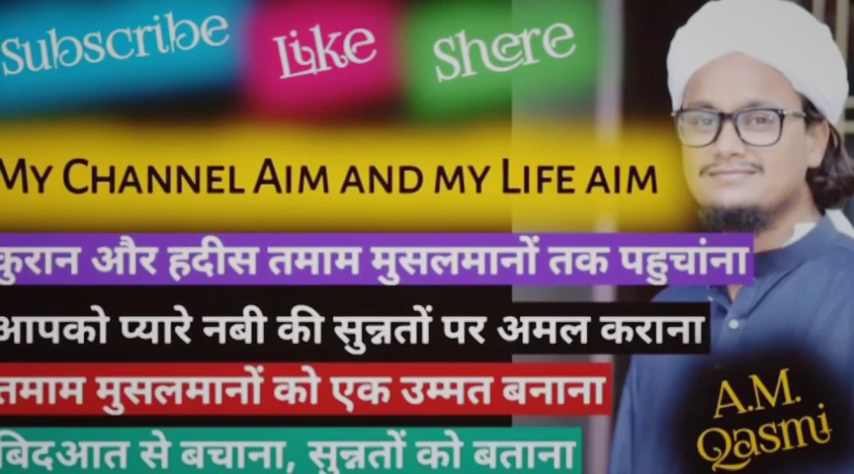 Subscribe Like Shere
My Channel Aim and my Life aim
कुरान और हदीस तमाम मुसलमानों तक पहुचांना
आपको प्यारे नबी की सुन्नतों पर अमल कराना
तमाम मुसलमानों को एक उम्मत बनाना
बिदआत से बचाना, सुन्नतों को बताना
A.M.
Qasmi